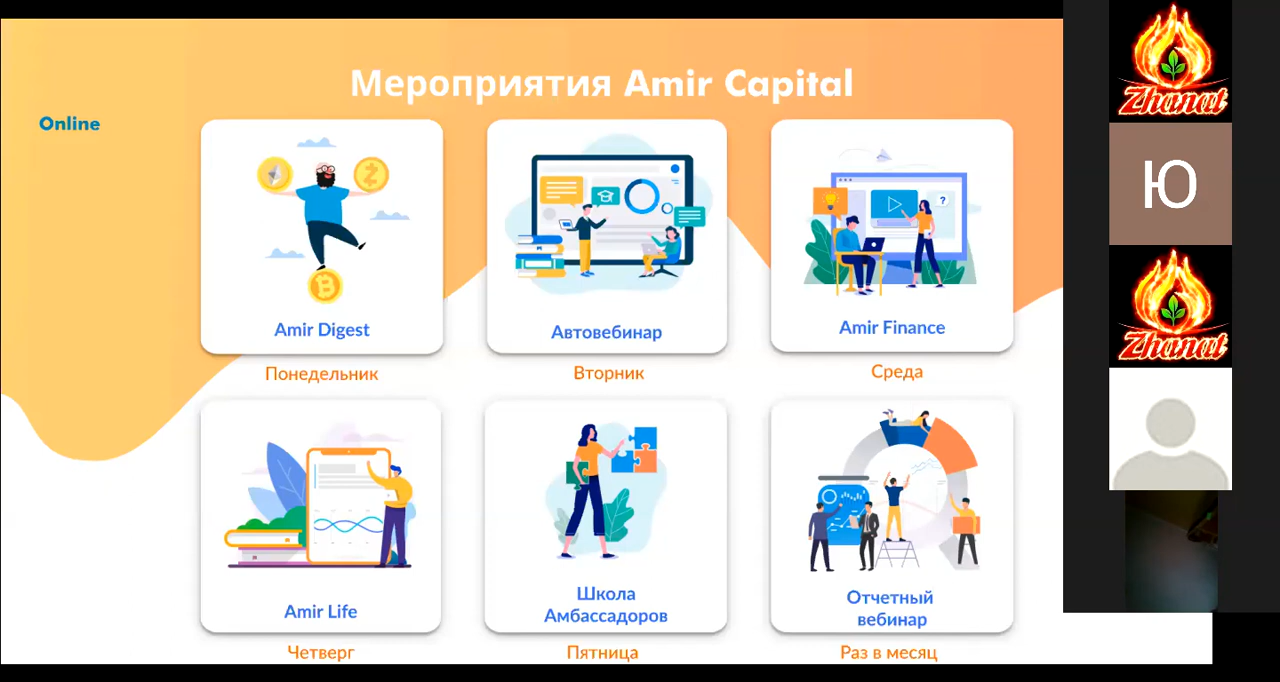 Мероприятия Amir Capital
Online
Amir Digest
Понедельник
Автовебинар
Вторник
Amir Finance
Среда
Amir Life
Четверг
Школа
Амбассадоров
Пятница
Отчетный
вебинар
Раз в месяц
Zhanat
Ю
Zhanat